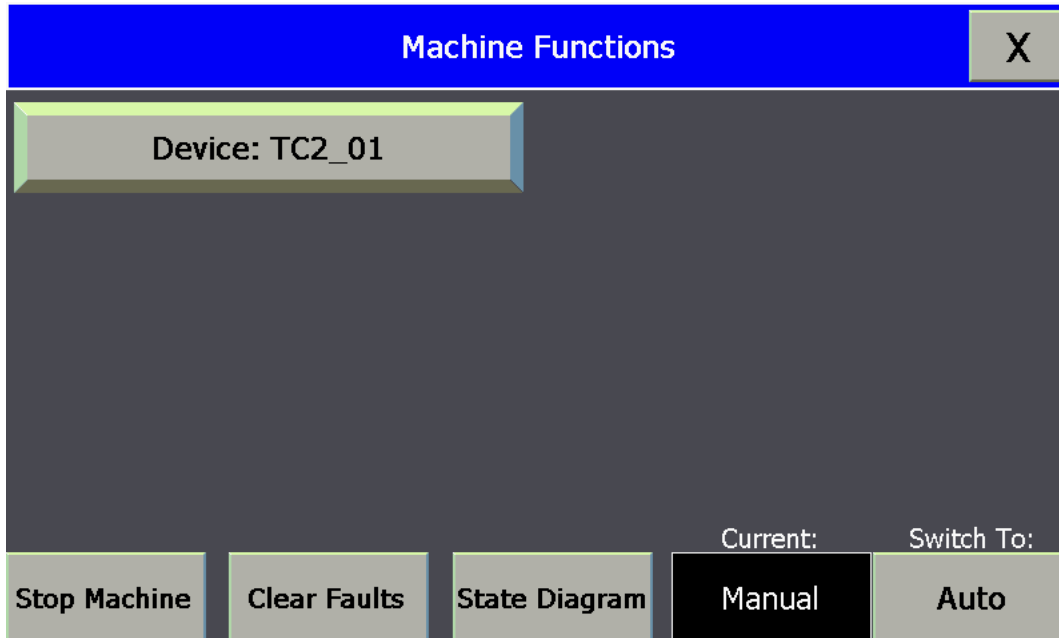 Machine Functions
X
Device: TC2_01
Current:
Switch To:
Stop Machine
Clear Faults
State Diagram
Manual
Auto